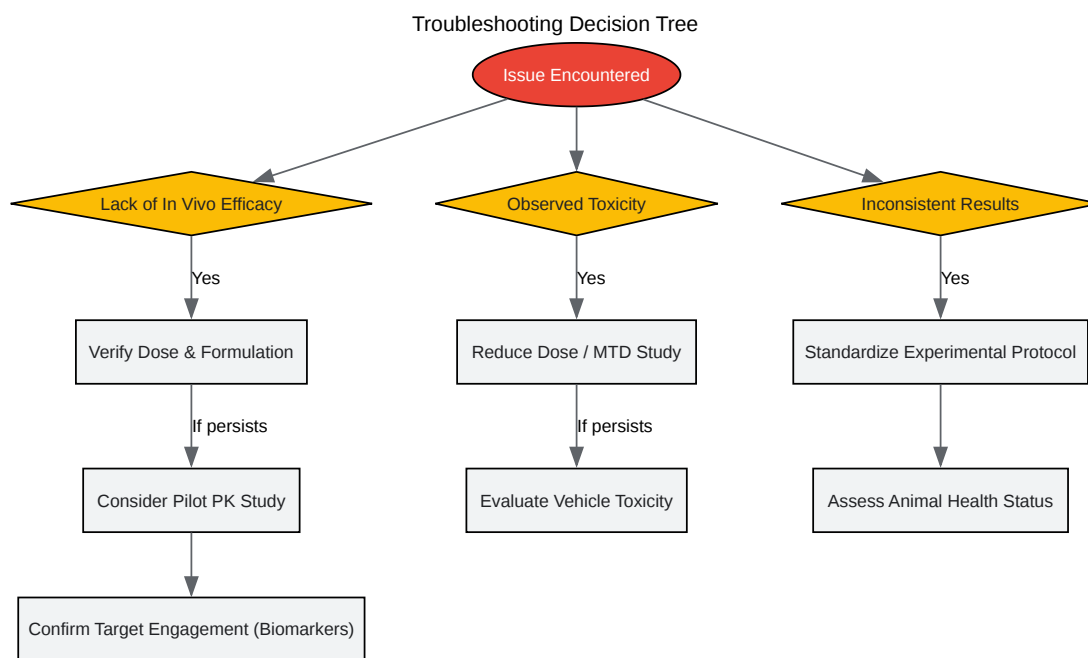 Troubleshooting Decision Tree
Issue Encountered
Lack of In Vivo Efficacy
Observed Toxicity
Inconsistent Results
Yes
Yes
Yes
Verify Dose & Formulation
Reduce Dose / MTD Study
Standardize Experimental Protocol
If persists
If persists
Consider Pilot PK Study
Evaluate Vehicle Toxicity
Assess Animal Health Status
Confirm Target Engagement (Biomarkers)